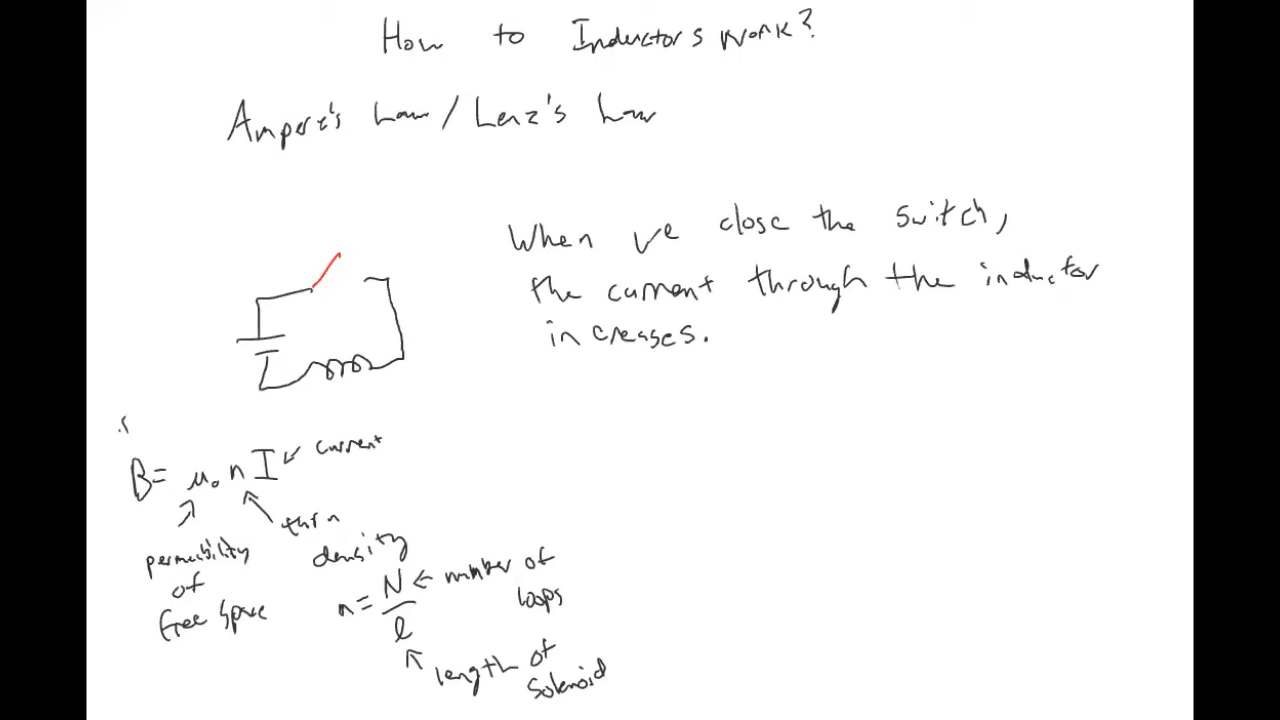 How to Inductors work?
Ampere's Law / Lenz's Law
When we close the switch,
the current through the inductor
increases.
B = μ₀ n I ← current
turn
density
permeability
of
free space
n = N/l ← number of
loops
length of
solenoid